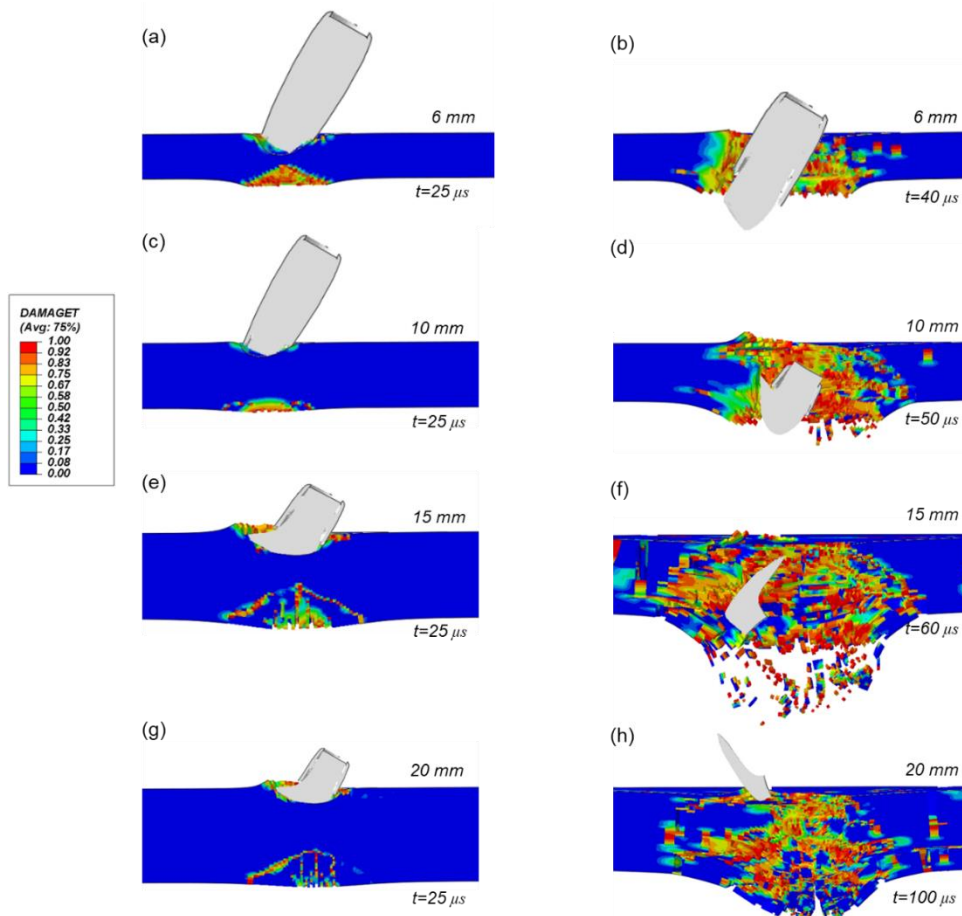 (a)
6 mm
t=25 μs
(b)
6 mm
t=40 μs
(c)
10 mm
t=25 μs
(d)
10 mm
t=50 μs
DAMAGET
(Avg: 75%)
1.00
0.92
0.83
0.75
0.67
0.58
0.50
0.42
0.33
0.25
0.17
0.08
0.00
(e)
15 mm
t=25 μs
(f)
15 mm
t=60 μs
(g)
20 mm
t=25 μs
(h)
20 mm
t=100 μs